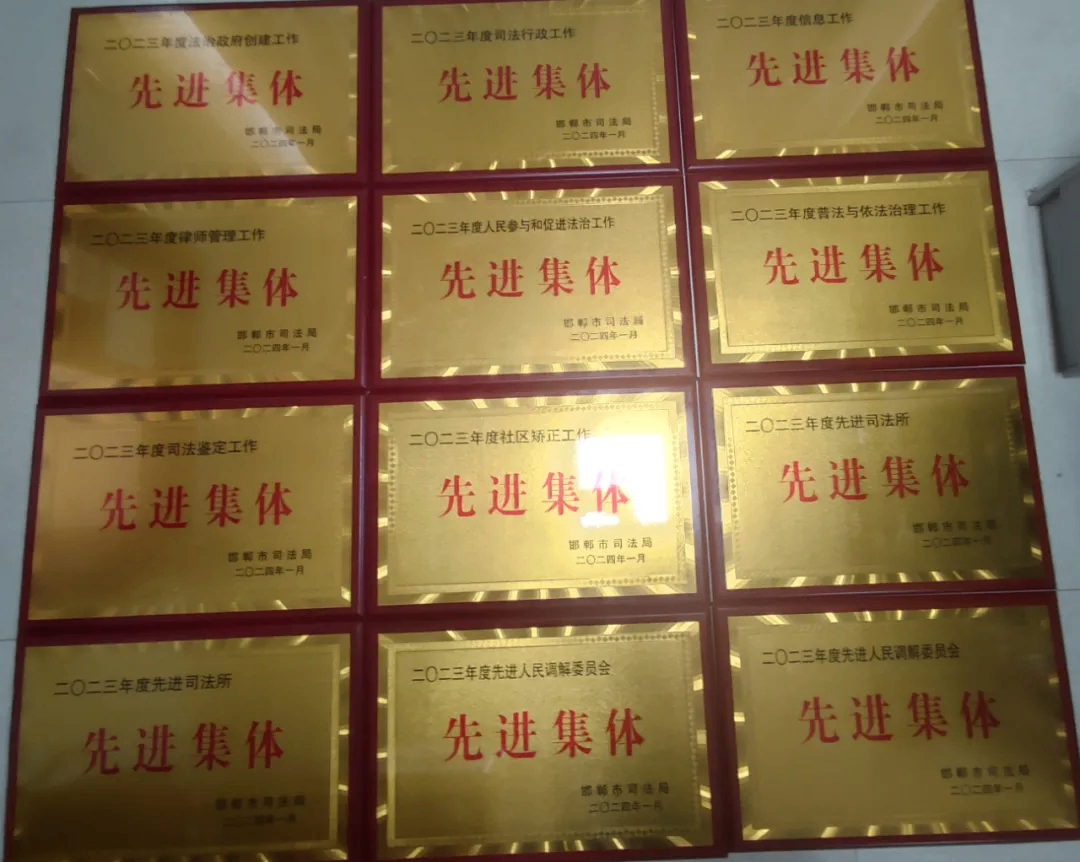 二〇二三年度法治政府创建工作
先进集体
邯郸市司法局
二〇二四年一月
二〇二三年度司法行政工作
先进集体
邯郸市司法局
二〇二四年一月
二〇二三年度信息工作
先进集体
邯郸市司法局
二〇二四年一月
二〇二三年度律师管理工作
先进集体
邯郸市司法局
二〇二四年一月
二〇二三年度人民参与和促进法治工作
先进集体
邯郸市司法局
二〇二四年一月
二〇二三年度普法与依法治理工作
先进集体
邯郸市司法局
二〇二四年一月
二〇二三年度司法鉴定工作
先进集体
邯郸市司法局
二〇二四年一月
二〇二三年度社区矫正工作
先进集体
邯郸市司法局
二〇二四年一月
二〇二三年度先进司法所
先进集体
邯郸市司法局
二〇二四年一月
二〇二三年度先进司法所
先进集体
邯郸市司法局
二〇二四年一月
二〇二三年度先进人民调解委员会
先进集体
邯郸市司法局
二〇二四年一月
二〇二三年度先进人民调解委员会
先进集体
邯郸市司法局
二〇二四年一月